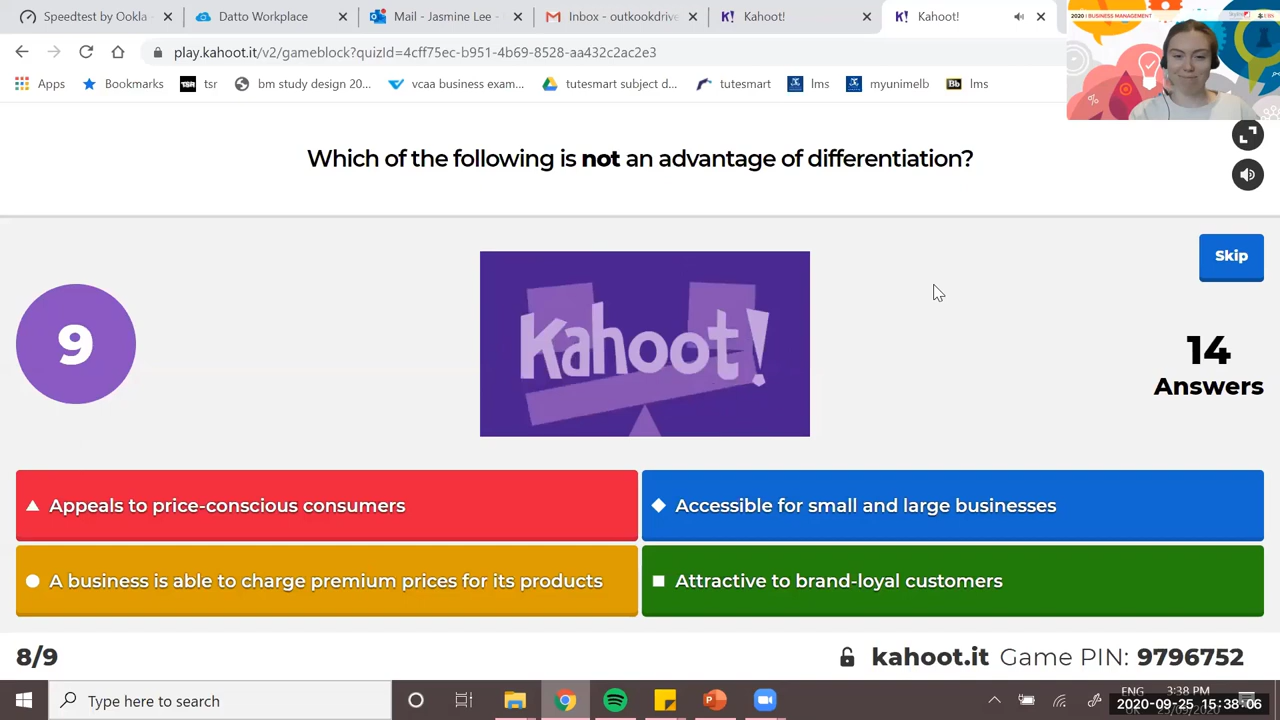 Speedtest by Ookla
Datto Workplace
Kahoot!
Kahoot!
play.kahoot.it/v2/gameblock?quizId=4cff75ec-b951-4b69-8528-aa432c2ac2e3
2020 | BUSINESS MANAGEMENT
Apps
Bookmarks
TSR
tsr
bm study design 20...
vcaa business exam...
tutesmart subject d...
tutesmart
lms
myunimelb
Bb
lms
Which of the following is not an advantage of differentiation?
Skip
9
Kahoot!
14
Answers
Appeals to price-conscious consumers
Accessible for small and large businesses
A business is able to charge premium prices for its products
Attractive to brand-loyal customers
8/9
kahoot.it Game PIN: 9796752
Type here to search
ENG
3:38 PM
2020-09-25 15:38:06